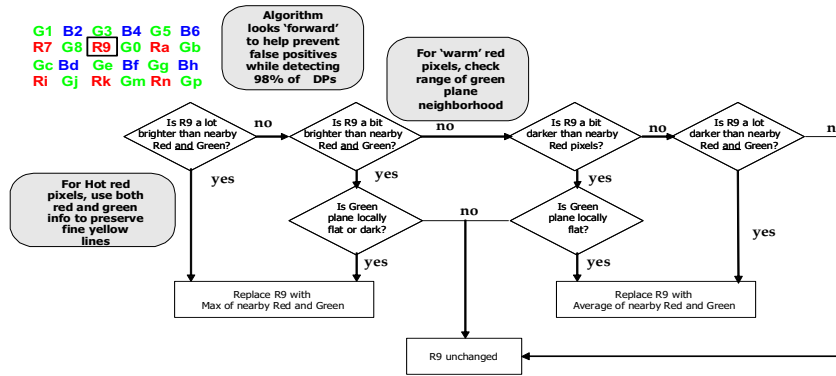 G1 B2 G3 B4 G5 B6
R7 G8 R9 G0 Ra Gb
Gc Bd Ge Bf Gg Bh
Ri Gj Rk Gm Rn Gp
Algorithm
looks ‘forward’
to help prevent
false positives
while detecting
98% of DPs
For ‘warm’ red
pixels, check
range of green
plane
neighborhood
Is R9 a lot
brighter than nearby
Red and Green?
no
Is R9 a bit
brighter than nearby
Red and Green?
no
Is R9 a bit
darker than nearby
Red pixels?
no
Is R9 a lot
darker than nearby
Red and Green?
n
yes
yes
yes
yes
For Hot red
pixels, use both
red and green
info to preserve
fine yellow
lines
Is Green
plane locally
flat or dark?
no
Is Green
plane locally
flat?
yes
yes
Replace R9 with
Max of nearby Red and Green
Replace R9 with
Average of nearby Red and Green
R9 unchanged